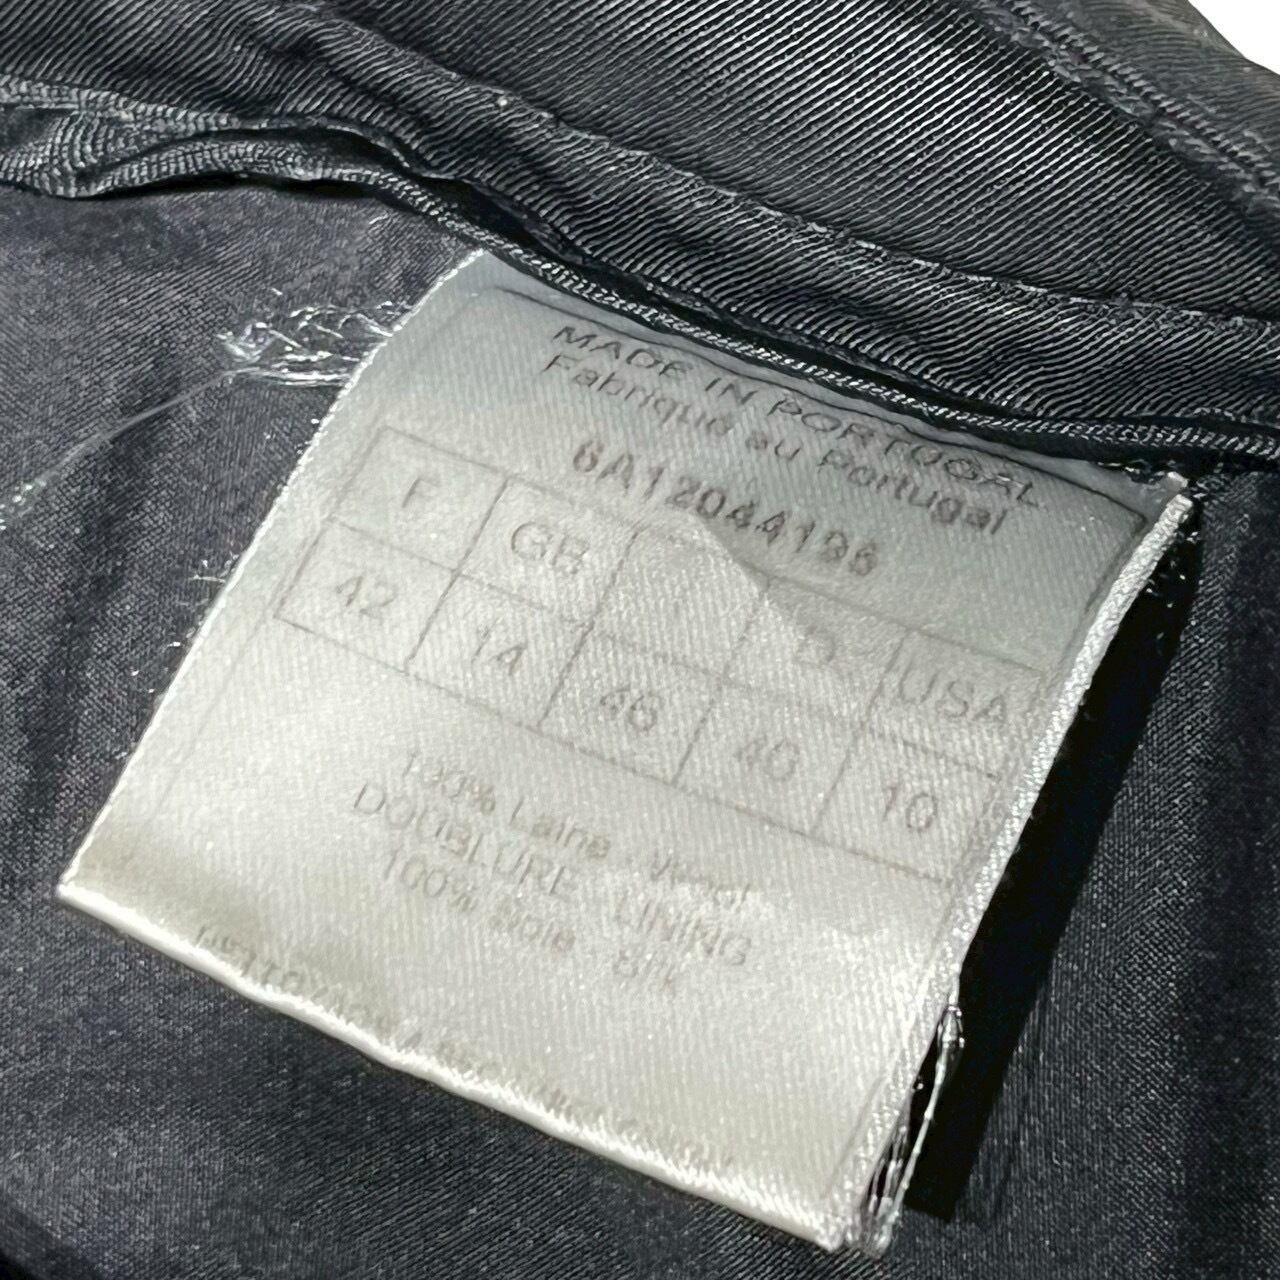 MADE IN PORTUGAL
Fabriqué au Portugal
6A12044196
F GB I D USA
42 14 46 40 10
100% Laine - Wool
DOUBLURE - LINING
100% Soie - Silk